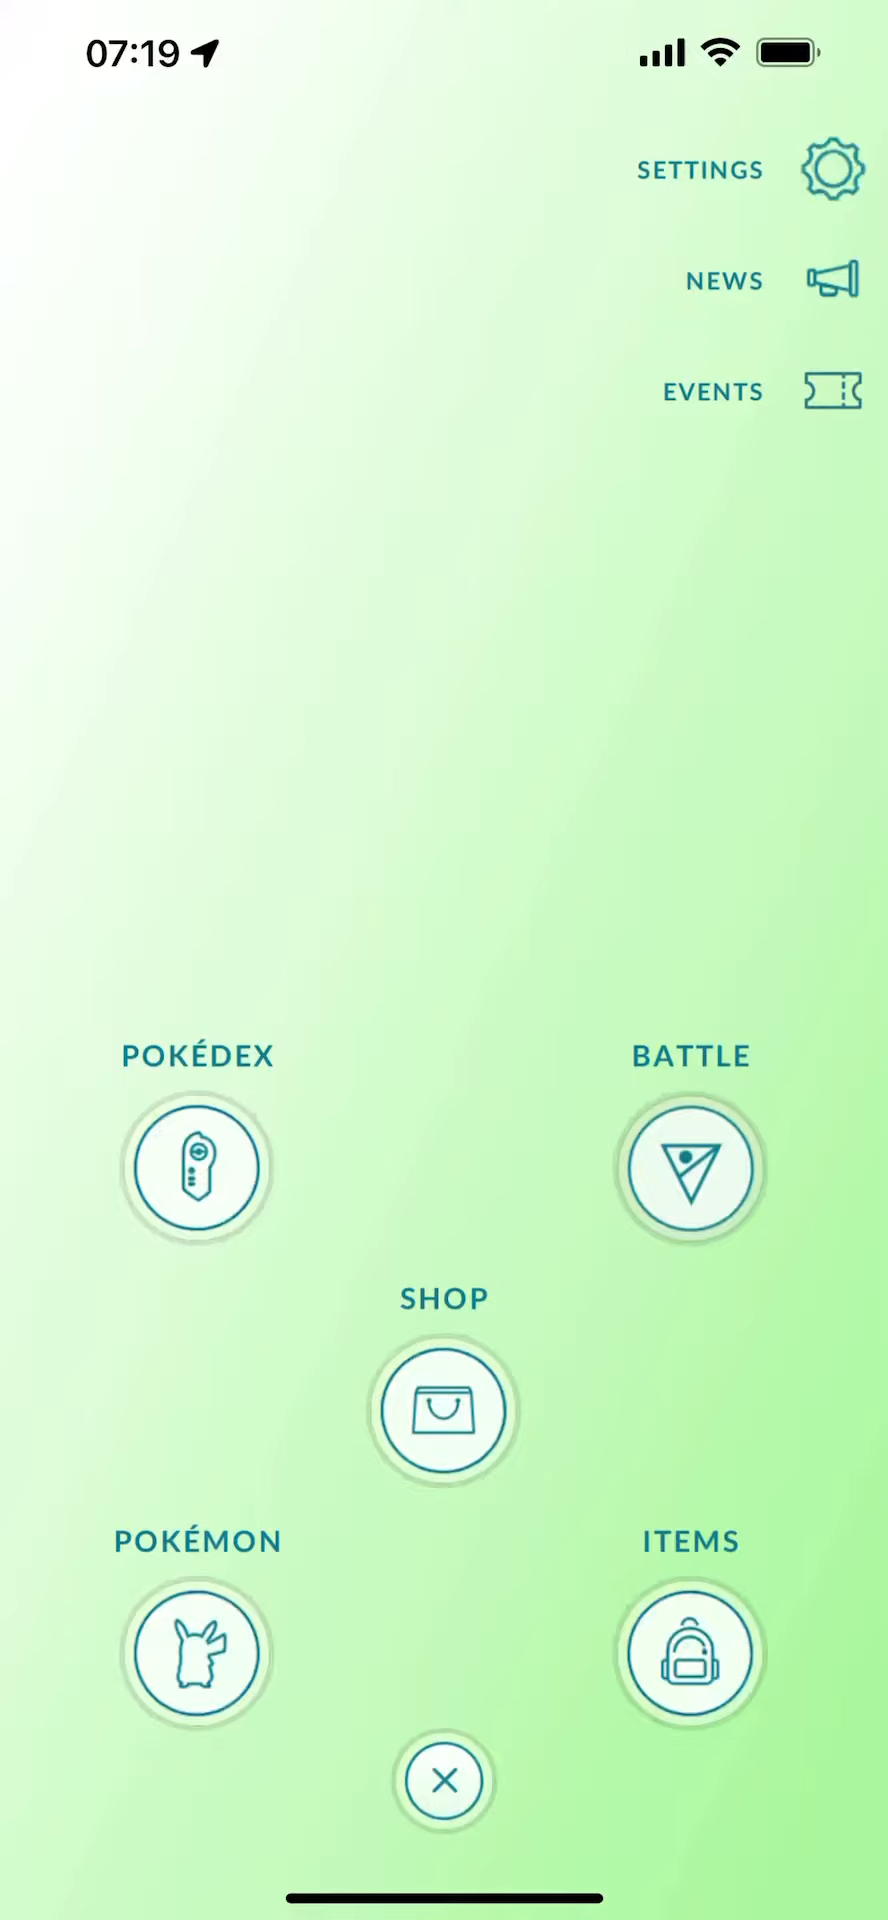 07:19
SETTINGS
NEWS
EVENTS
POKÉDEX
BATTLE
SHOP
POKÉMON
ITEMS